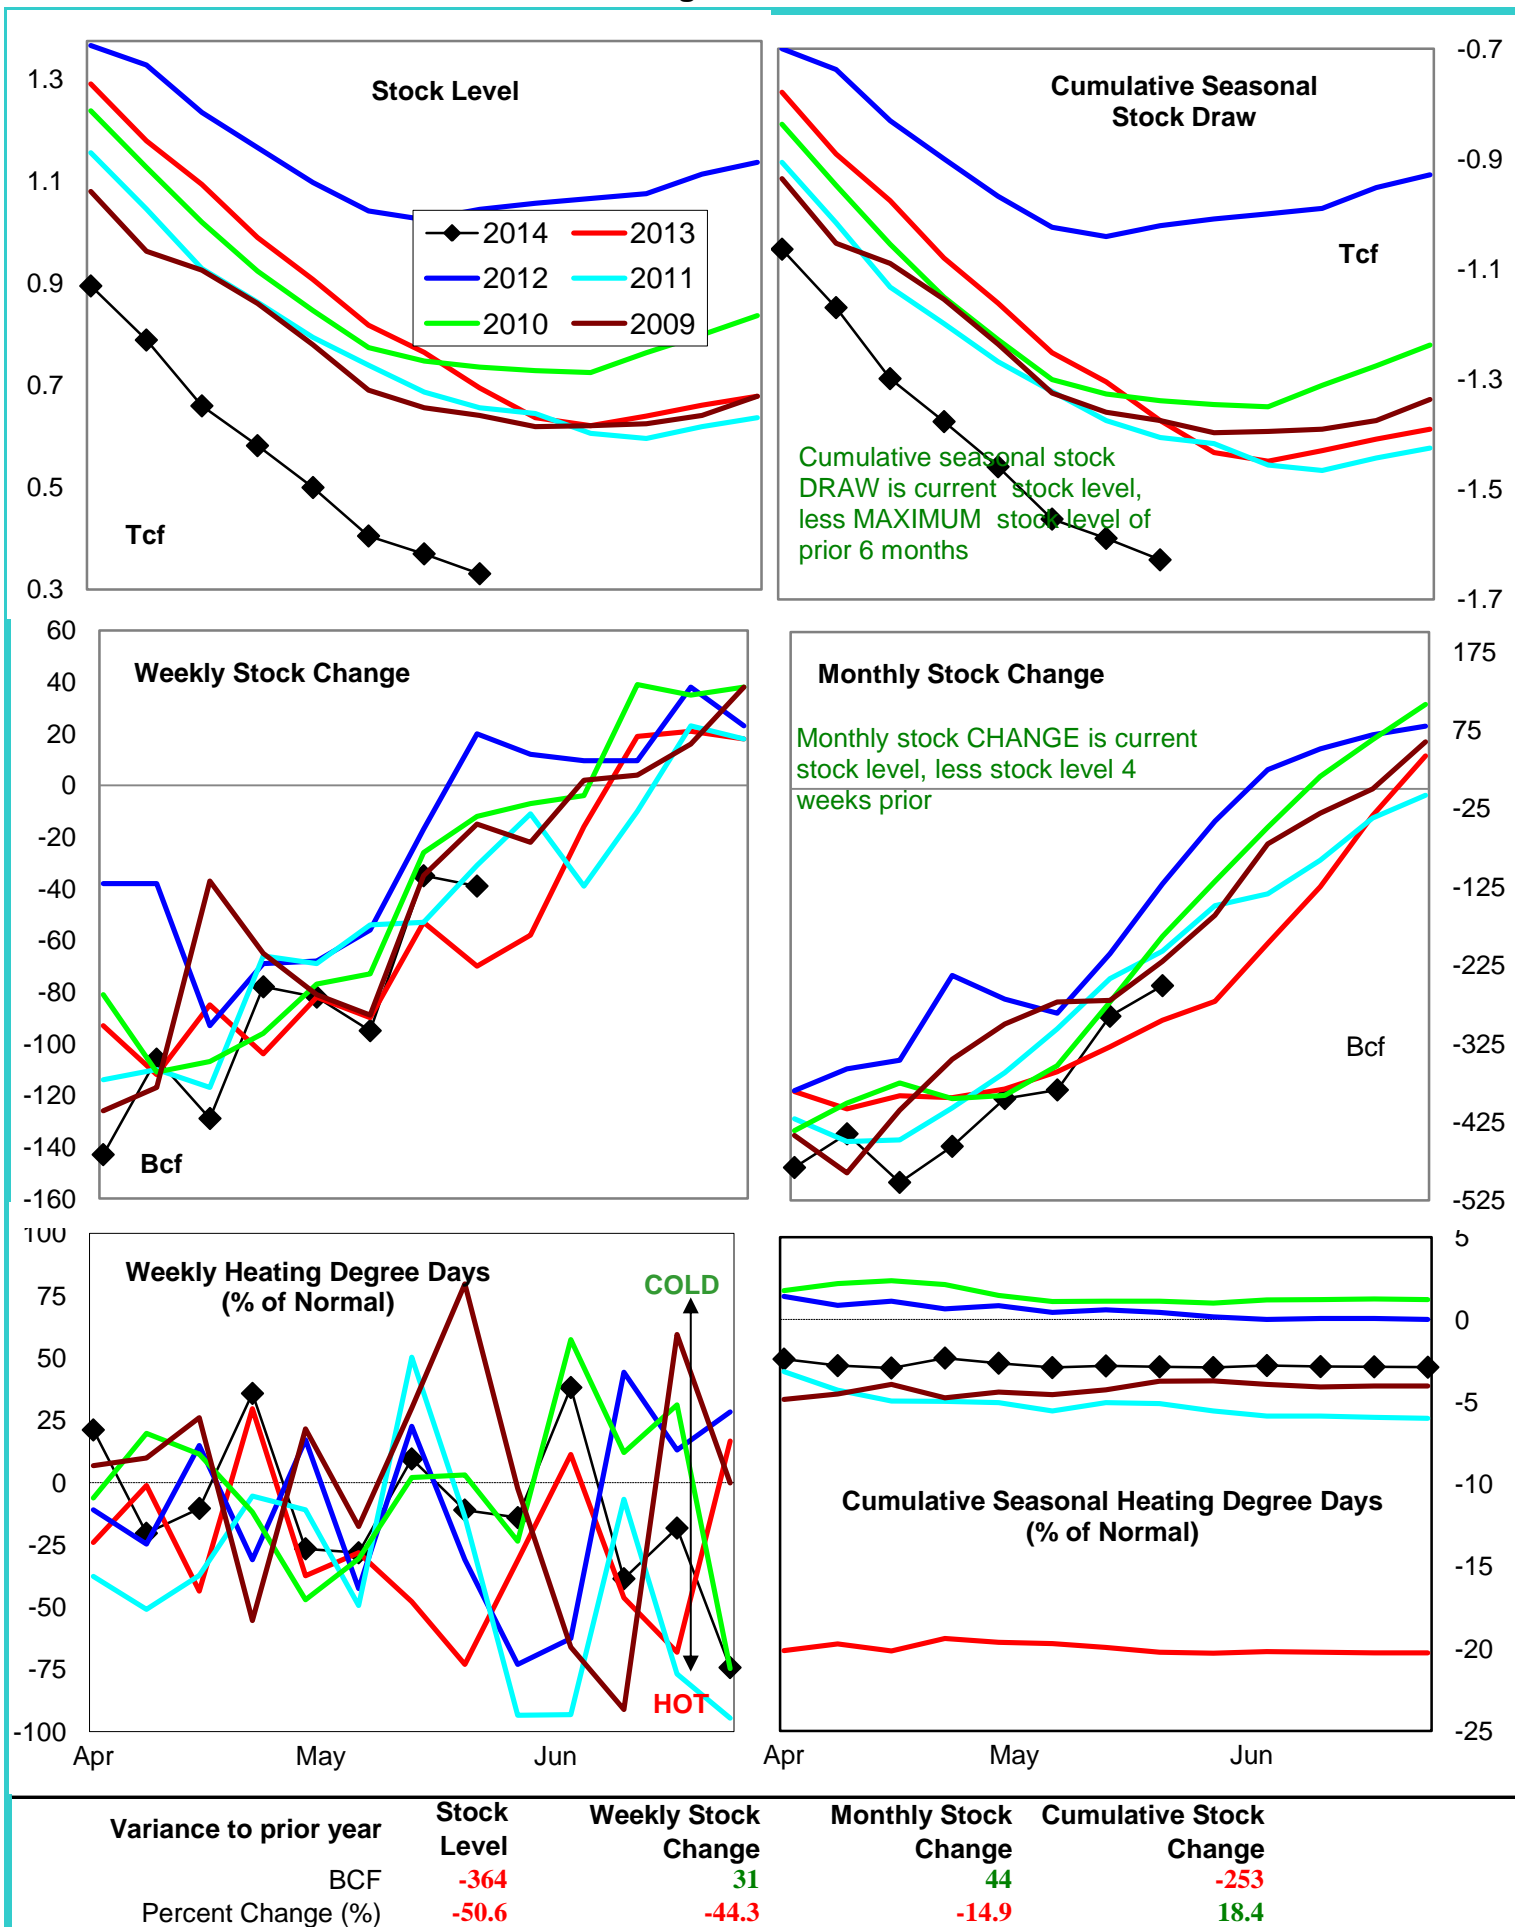 1.3
1.1
0.9
0.7
0.5
0.3
Stock Level
2014 2013
2012 2011
2010 2009
Tcf
Cumulative Seasonal
Stock Draw
Tcf
Cumulative seasonal stock
DRAW is current stock level,
less MAXIMUM stock level of
prior 6 months
-0.7
-0.9
-1.1
-1.3
-1.5
-1.7
60
40
20
0
-20
-40
-60
-80
-100
-120
-140
-160
Weekly Stock Change
Bcf
Monthly Stock Change
Monthly stock CHANGE is current
stock level, less stock level 4
weeks prior
Bcf
175
75
-25
-125
-225
-325
-425
-525
100
75
50
25
0
-25
-50
-75
-100
Weekly Heating Degree Days
(% of Normal)
COLD
HOT
Apr May Jun
5
0
-5
-10
-15
-20
-25
Cumulative Seasonal Heating Degree Days
(% of Normal)
Apr May Jun
Variance to prior year Stock Level Weekly Stock Change Monthly Stock Change Cumulative Stock Change
BCF -364 31 44 -253
Percent Change (%) -50.6 -44.3 -14.9 18.4